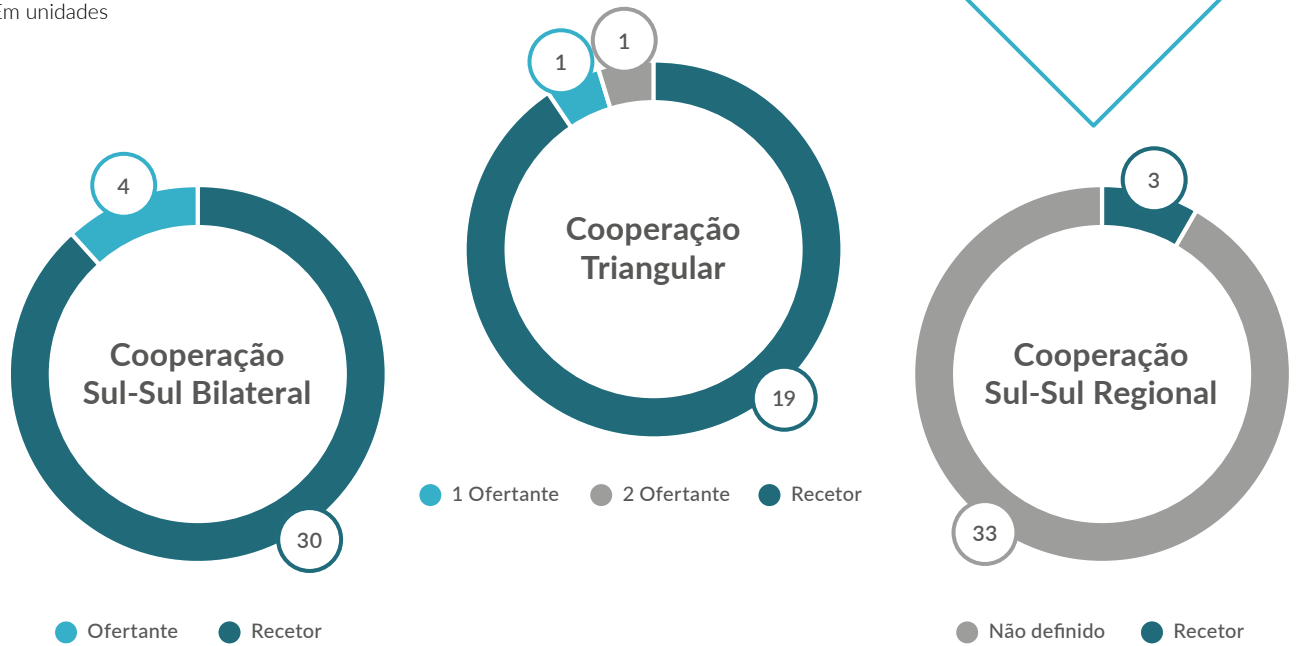 Em unidades
4
Cooperação
Sul-Sul Bilateral
30
Ofertante
Recetor
1
1
Cooperação
Triangular
19
1 Ofertante
2 Ofertante
Recetor
3
Cooperação
Sul-Sul Regional
33
Não definido
Recetor